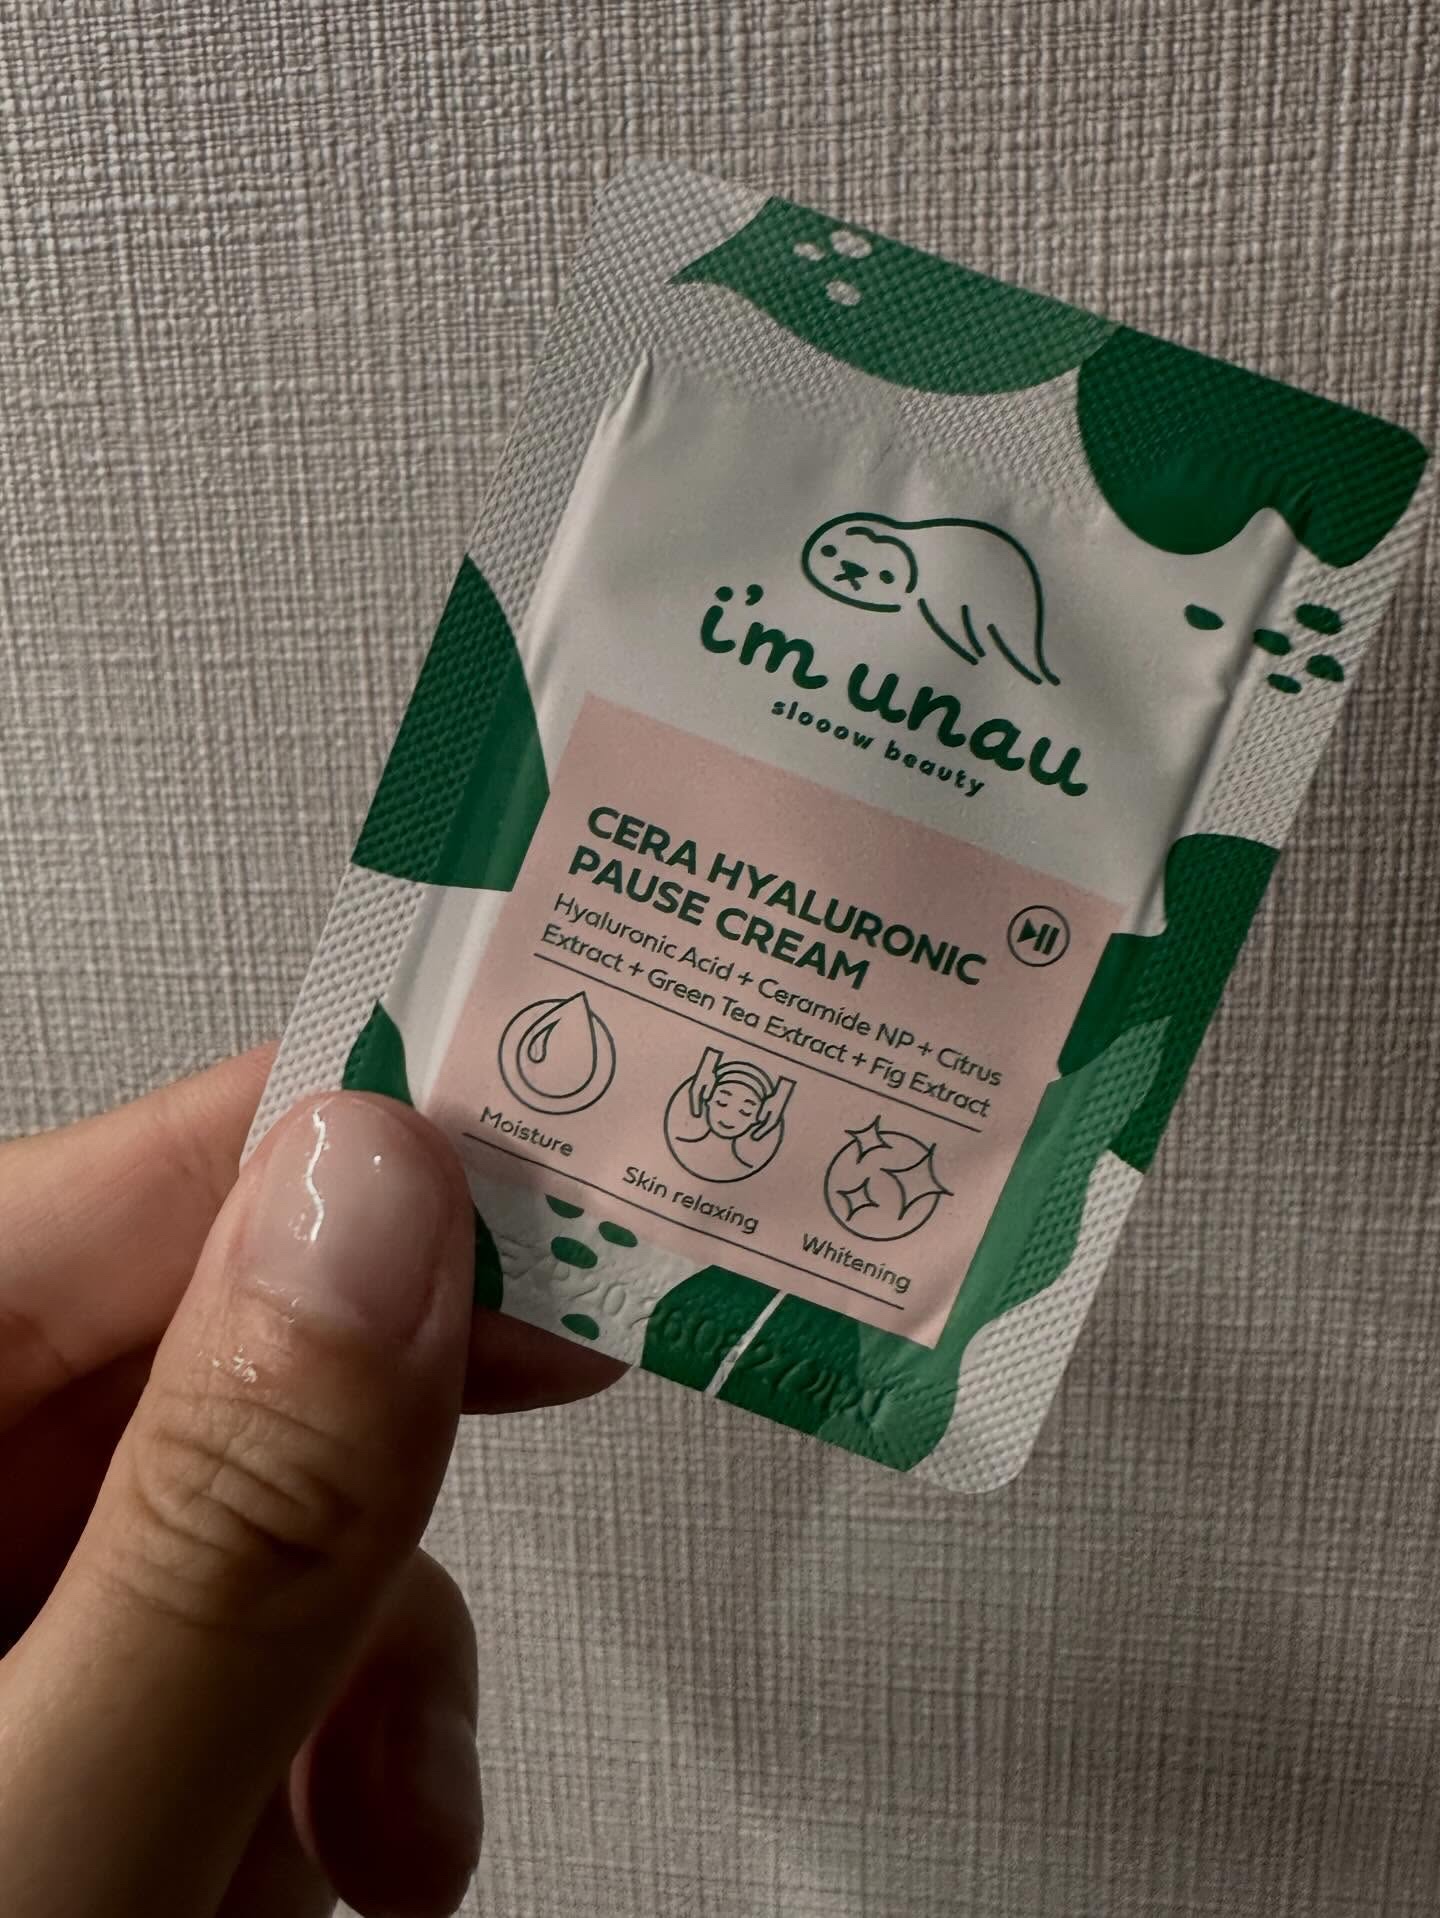 i'm unau
slooow beauty
CERA HYALURONIC
PAUSE CREAM
Hyaluronic Acid + Ceramide NP + Citrus
Extract + Green Tea Extract + Fig Extract
Moisture
Skin relaxing
Whitening